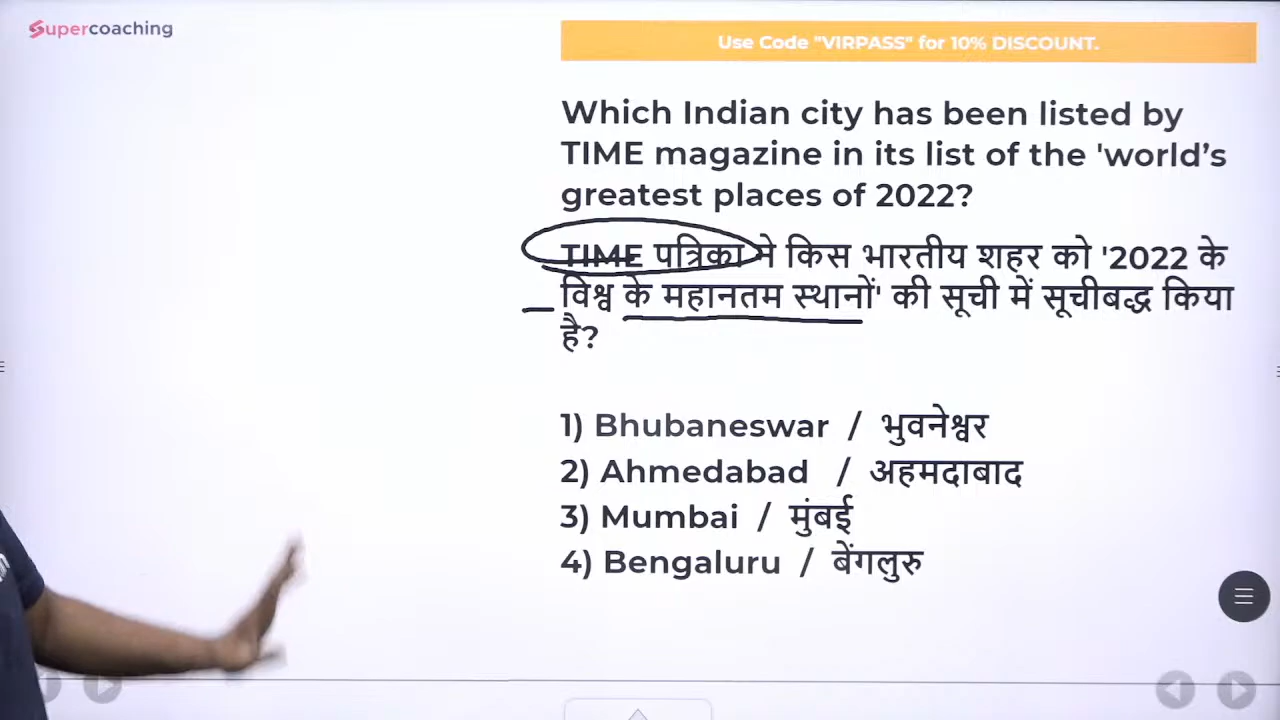 Supercoaching
Use Code "VIRPASS" for 10% DISCOUNT.
Which Indian city has been listed by
TIME magazine in its list of the 'world’s
greatest places of 2022?
TIME पत्रिका मे किस भारतीय शहर को '2022 के
विश्व के महानतम स्थानों' की सूची में सूचीबद्ध किया
है?
1) Bhubaneswar / भुवनेश्वर
2) Ahmedabad / अहमदाबाद
3) Mumbai / मुंबई
4) Bengaluru / बेंगलुरु